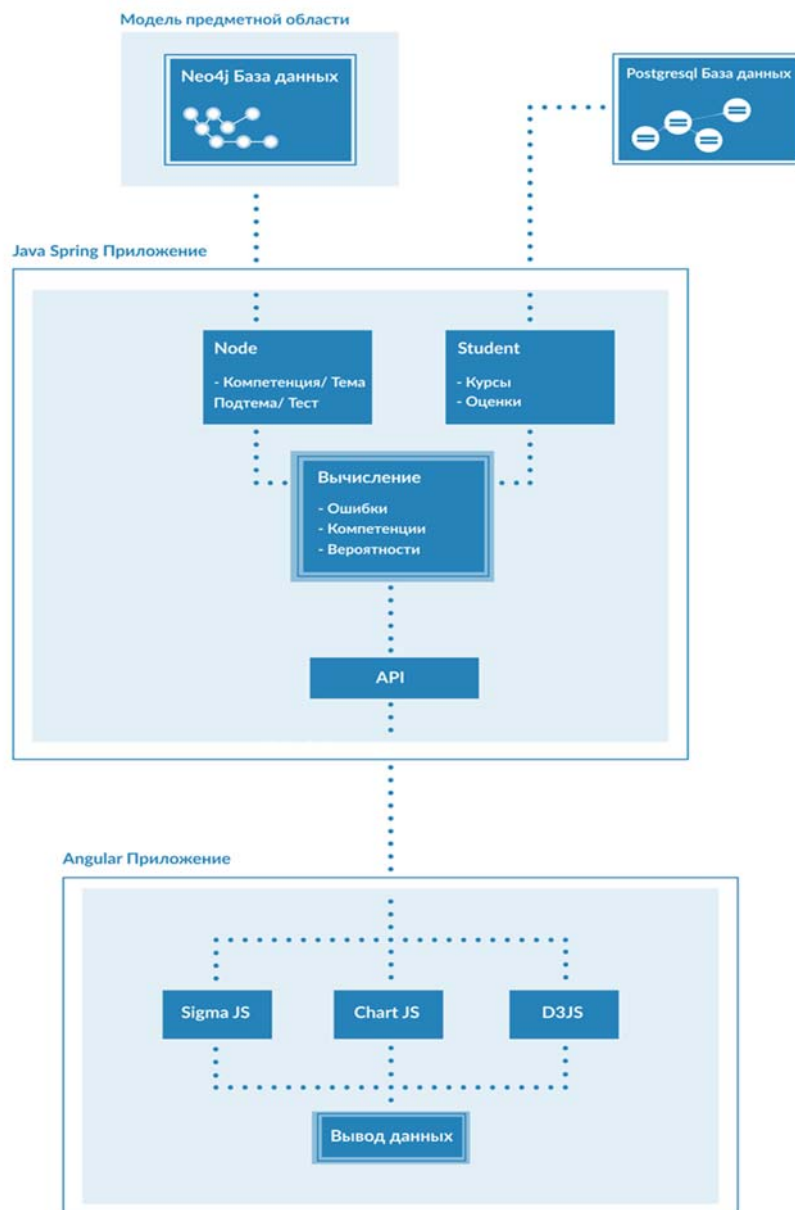 Модель предметной области
Neo4j База данных
Postgresql База данных
Java Spring Приложение
Node
- Компетенция/ Тема
Подтема/ Тест
Student
- Курсы
- Оценки
Вычисление
- Ошибки
- Компетенции
- Вероятности
API
Angular Приложение
Sigma JS
Chart JS
D3JS
Вывод данных